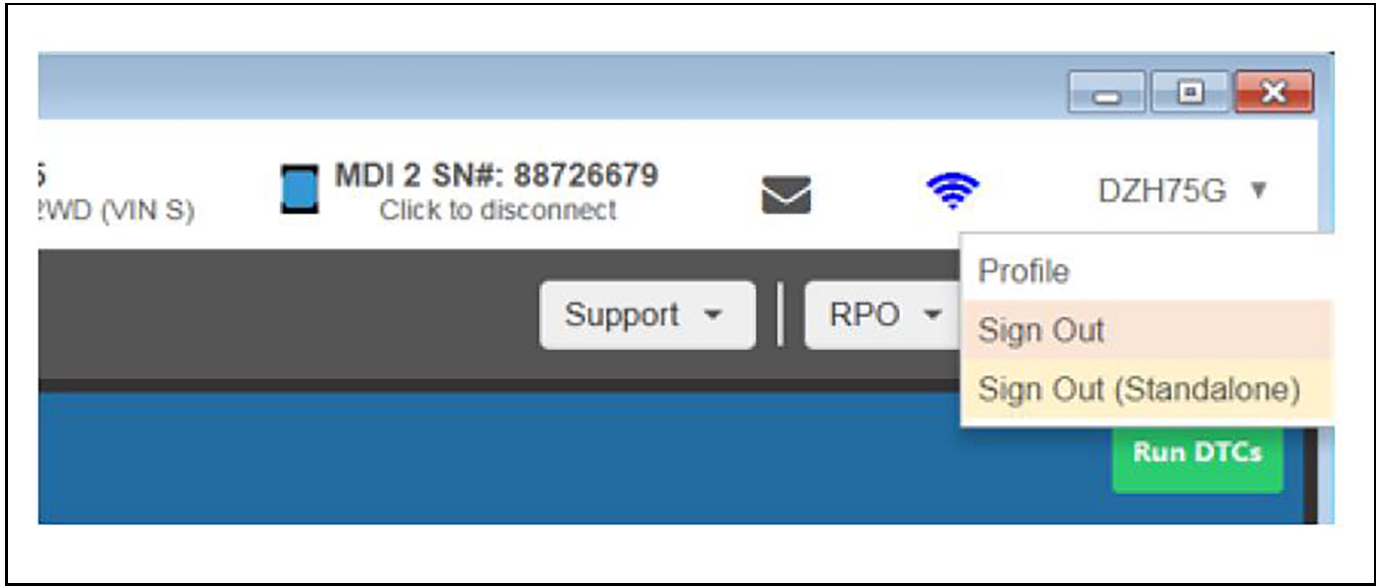 MDI 2 SN#: 88726679
2WD (VIN S)
Click to disconnect
DZH75G
Profile
Support
RPO
Sign Out
Sign Out (Standalone)
Run DTCs